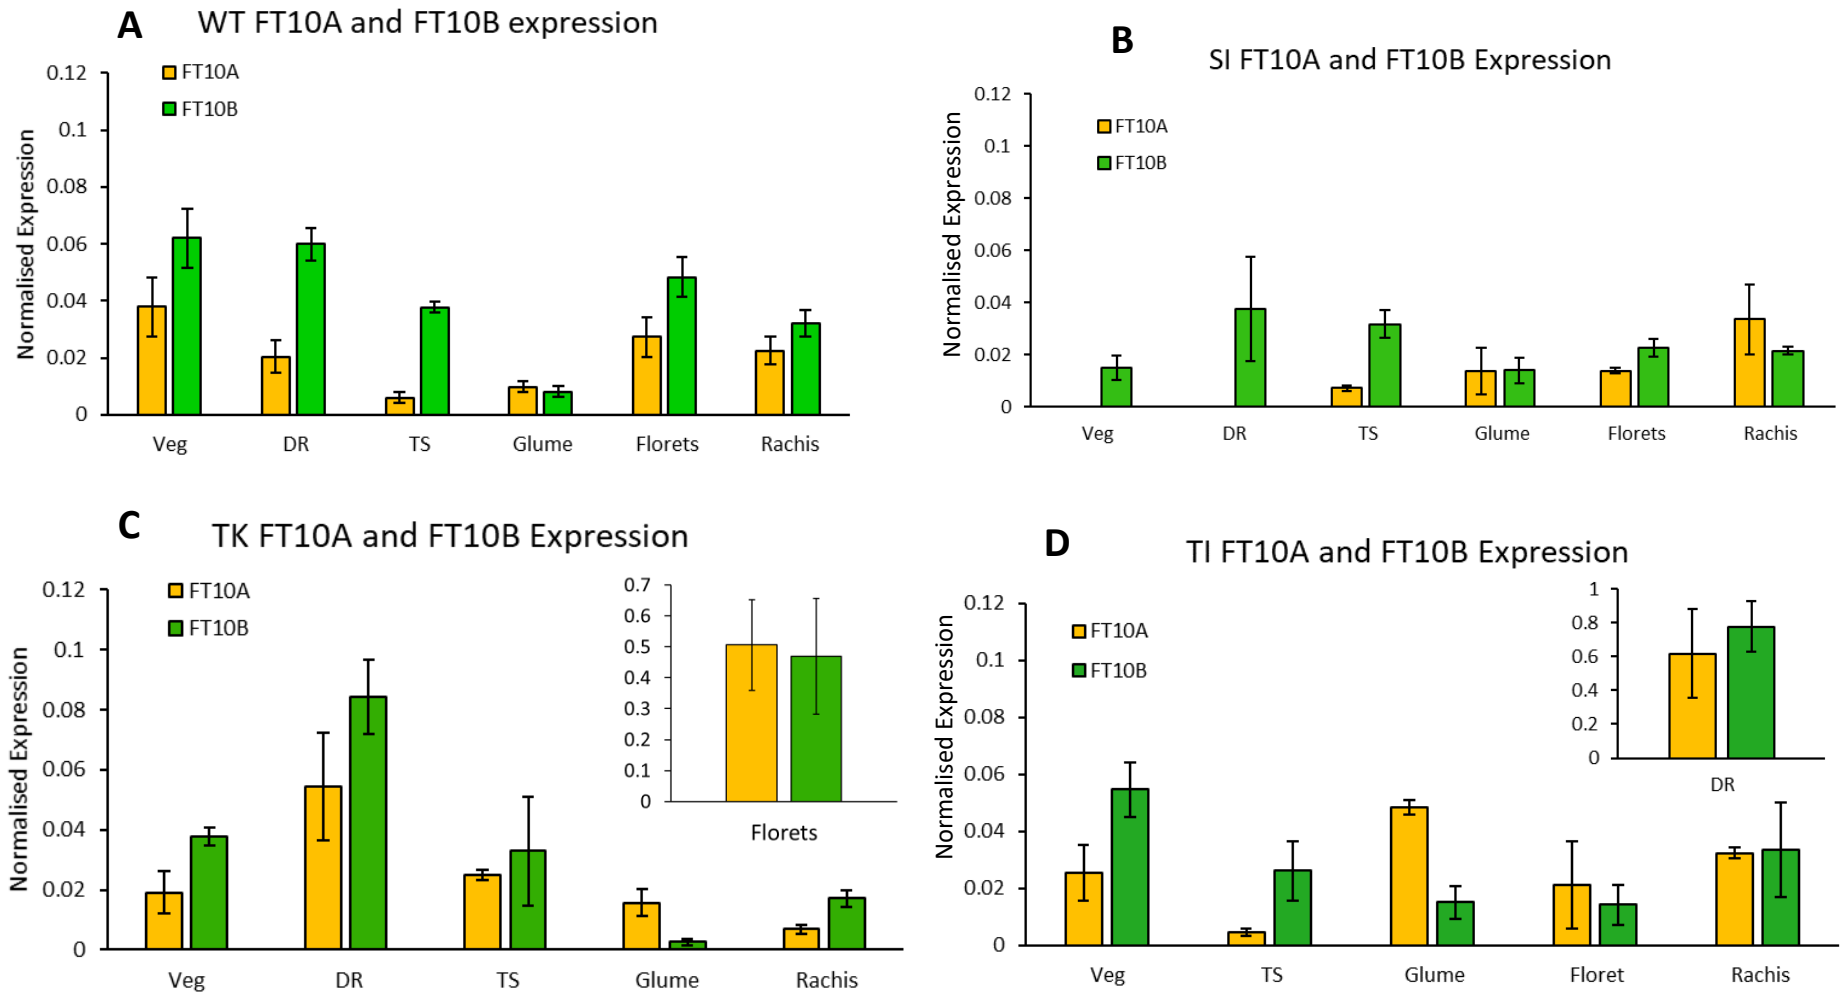 A
WT FT10A and FT10B expression
FT10A
FT10B
Normalised Expression
0.12
0.1
0.08
0.06
0.04
0.02
0
Veg DR TS Glume Florets Rachis
B
SI FT10A and FT10B Expression
FT10A
FT10B
Normalised Expression
0.12
0.1
0.08
0.06
0.04
0.02
0
Veg DR TS Glume Florets Rachis
C
TK FT10A and FT10B Expression
FT10A
FT10B
Normalised Expression
0.12
0.1
0.08
0.06
0.04
0.02
0
Veg DR TS Glume Rachis
0.7
0.6
0.5
0.4
0.3
0.2
0.1
0
Florets
D
TI FT10A and FT10B Expression
FT10A
FT10B
Normalised Expression
0.12
0.1
0.08
0.06
0.04
0.02
0
Veg TS Glume Floret Rachis
1
0.8
0.6
0.4
0.2
0
DR